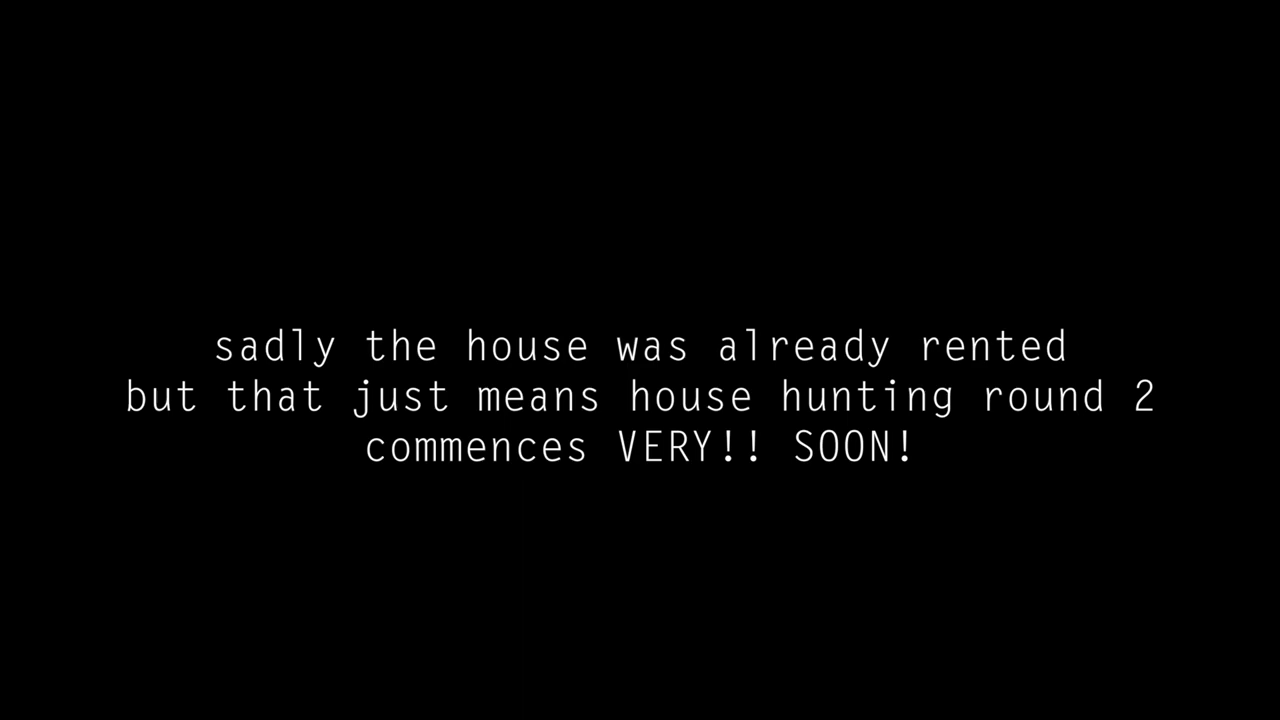 sadly the house was already rented
but that just means house hunting round 2
commences VERY!! SOON!